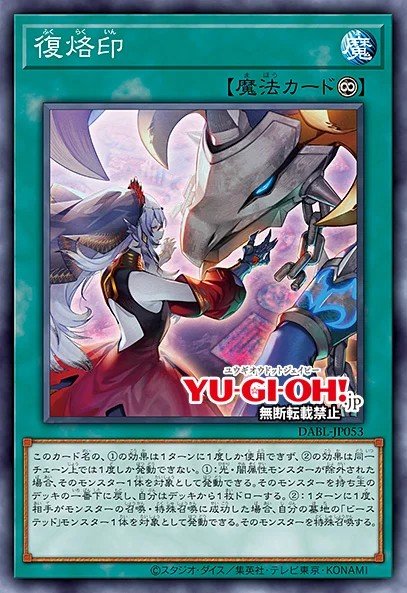 復烙印
ふく らく いん
魔
【魔法カード∞】
ユウギオウドットジェイピー
YU-GI-OH!.jp
無断転載禁止
DABL-JP053
このカード名の、①の効果は1ターンに1度しか使用できず、②の効果は同一
チェーン上では1度しか発動できない。①:光・闇属性モンスターが除外された
場合、そのモンスター1体を対象として発動できる。そのモンスターを持ち主の
デッキの一番下に戻し、自分はデッキから1枚ドローする。②:1ターンに1度、
相手がモンスターの召喚・特殊召喚に成功した場合、自分の墓地の「ビース
テッド」モンスター1体を対象として発動できる。そのモンスターを特殊召喚する。
©スタジオ・ダイス/集英社・テレビ東京・KONAMI